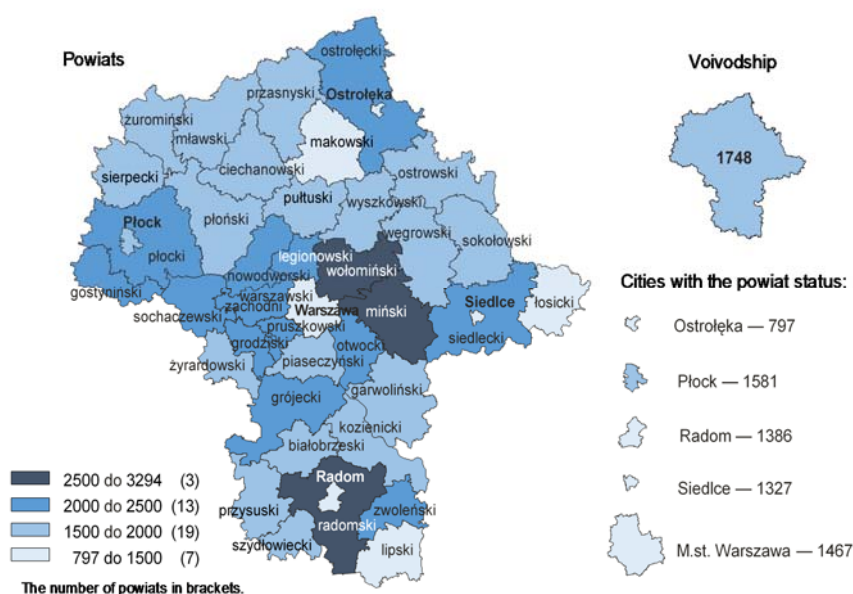 Powiats
Voivodship
ostrołęcki
przasnyski
Ostrołęka
żuromiński
mławski
makowski
1748
ciechanowski
ostrowski
sierpecki
pułtuski
wyszkowski
Płock
płoński
węgrowski
sokołowski
legionowski
płocki
nowodworski
wołomiński
gostyniński
warszawski
zachodni
Siedlce
łosicki
Cities with the powiat status:
sochaczewski
Warszawa
miński
pruszkowski
siedlecki
Ostrołęka — 797
grodziski
otwocki
żyrardowski
piaseczyński
garwoliński
Płock — 1581
grójecki
kozienicki
białobrzeski
Radom — 1386
2500 do 3294 (3)
Radom
2000 do 2500 (13)
przysuski
zwoleński
Siedlce — 1327
1500 do 2000 (19)
radomski
szydłowiecki
lipski
797 do 1500 (7)
M.st. Warszawa — 1467
The number of powiats in brackets.